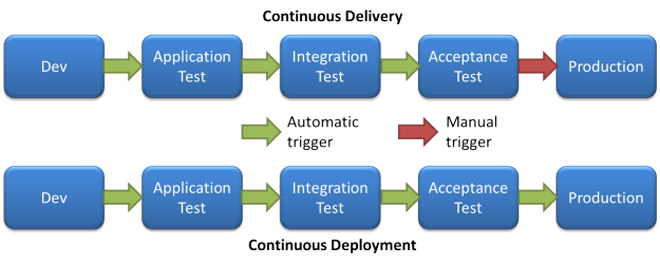 Continuous Delivery
Dev
Application
Test
Integration
Test
Acceptance
Test
Production
Automatic
trigger
Manual
trigger
Dev
Application
Test
Integration
Test
Acceptance
Test
Production
Continuous Deployment